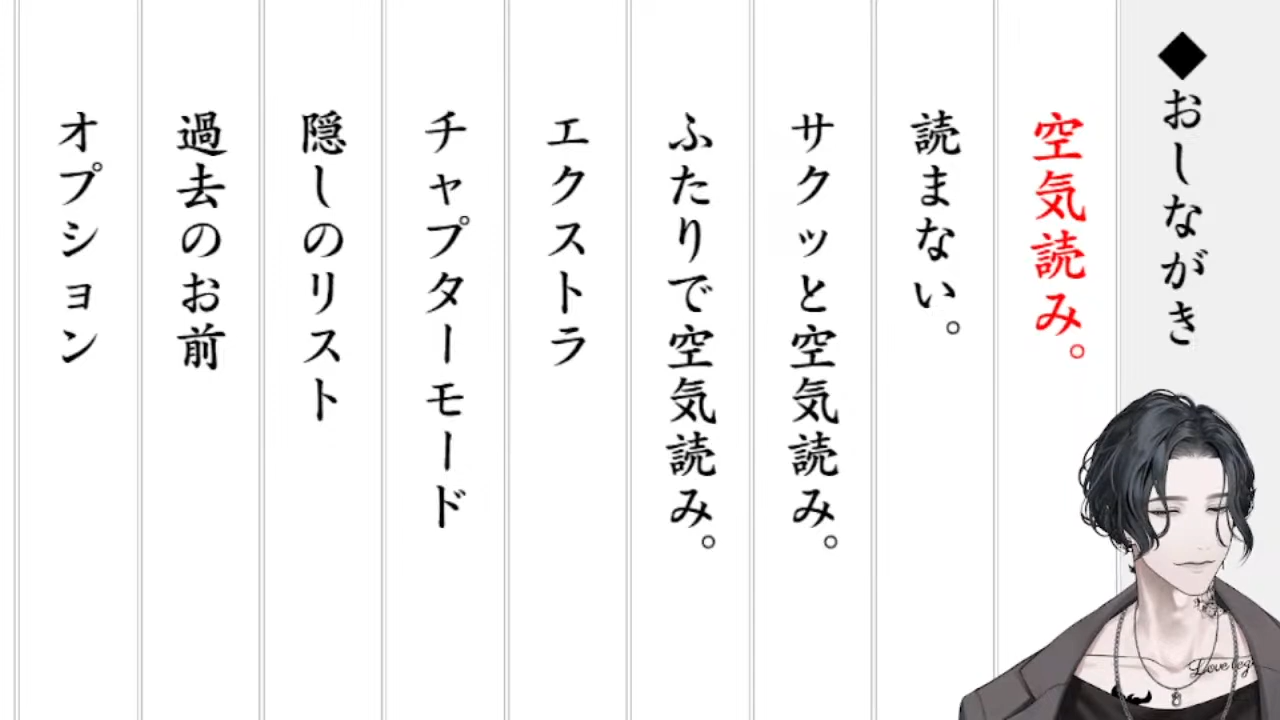 ◆おしながき
空気読み。
読まない。
サクッと空気読み。
ふたりで空気読み。
エクストラ
チャプターモード
隠しのリスト
過去のお前
オプション